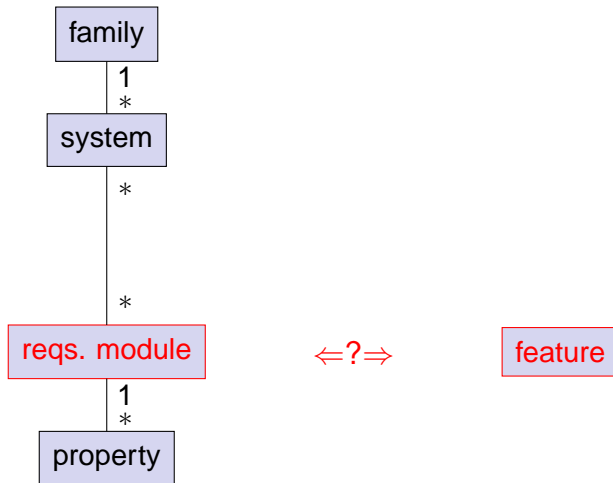 family
1
*
system
*
*
reqs. module ⇐?⇒ feature
1
*
property